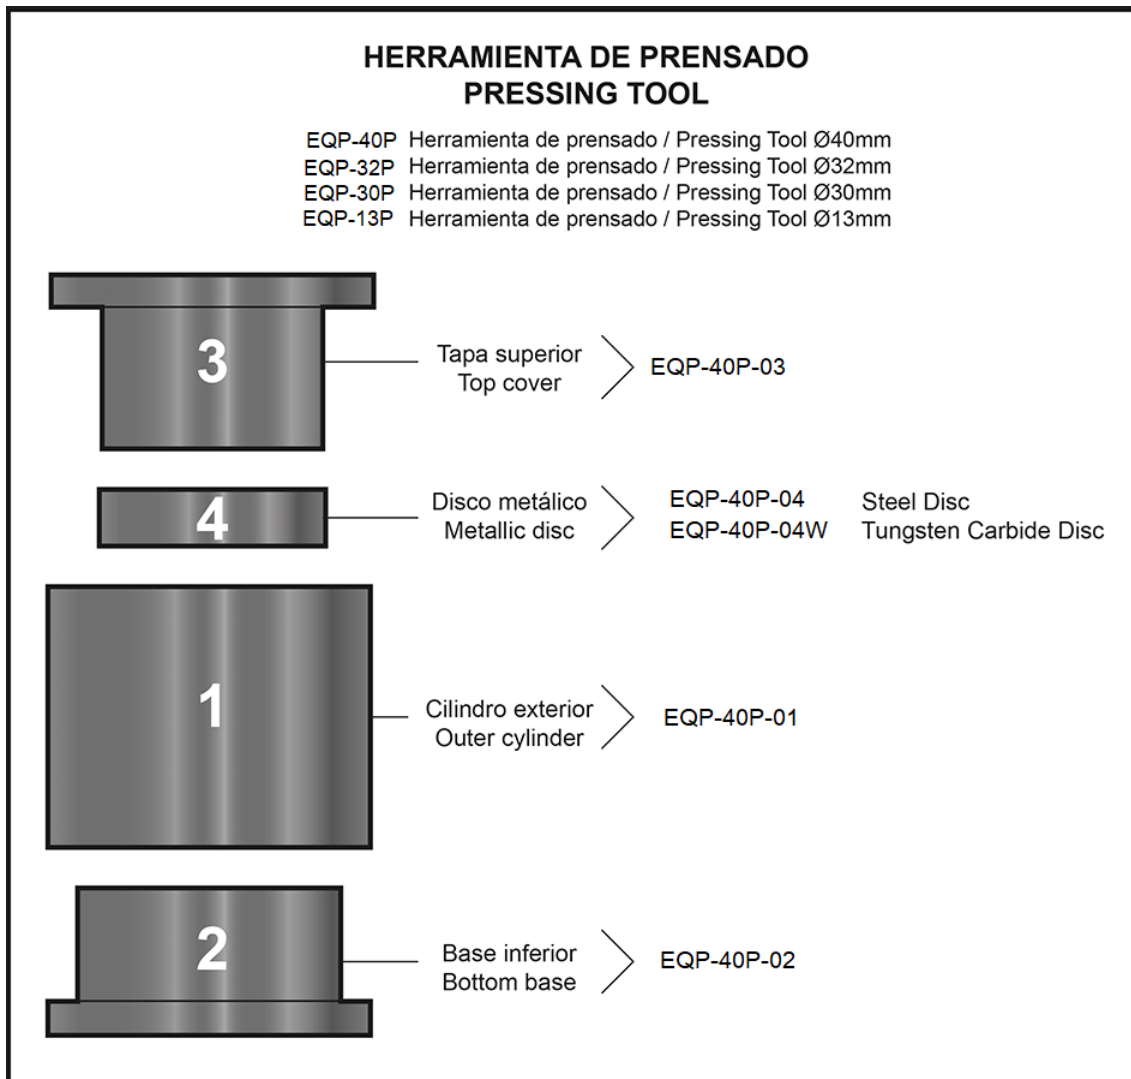 HERRAMIENTA DE PRENSADO
PRESSING TOOL
EQP-40P Herramienta de prensado / Pressing Tool Ø40mm
EQP-32P Herramienta de prensado / Pressing Tool Ø32mm
EQP-30P Herramienta de prensado / Pressing Tool Ø30mm
EQP-13P Herramienta de prensado / Pressing Tool Ø13mm
3
Tapa superior
Top cover
EQP-40P-03
4
Disco metálico
Metallic disc
EQP-40P-04 Steel Disc
EQP-40P-04W Tungsten Carbide Disc
1
Cilindro exterior
Outer cylinder
EQP-40P-01
2
Base inferior
Bottom base
EQP-40P-02